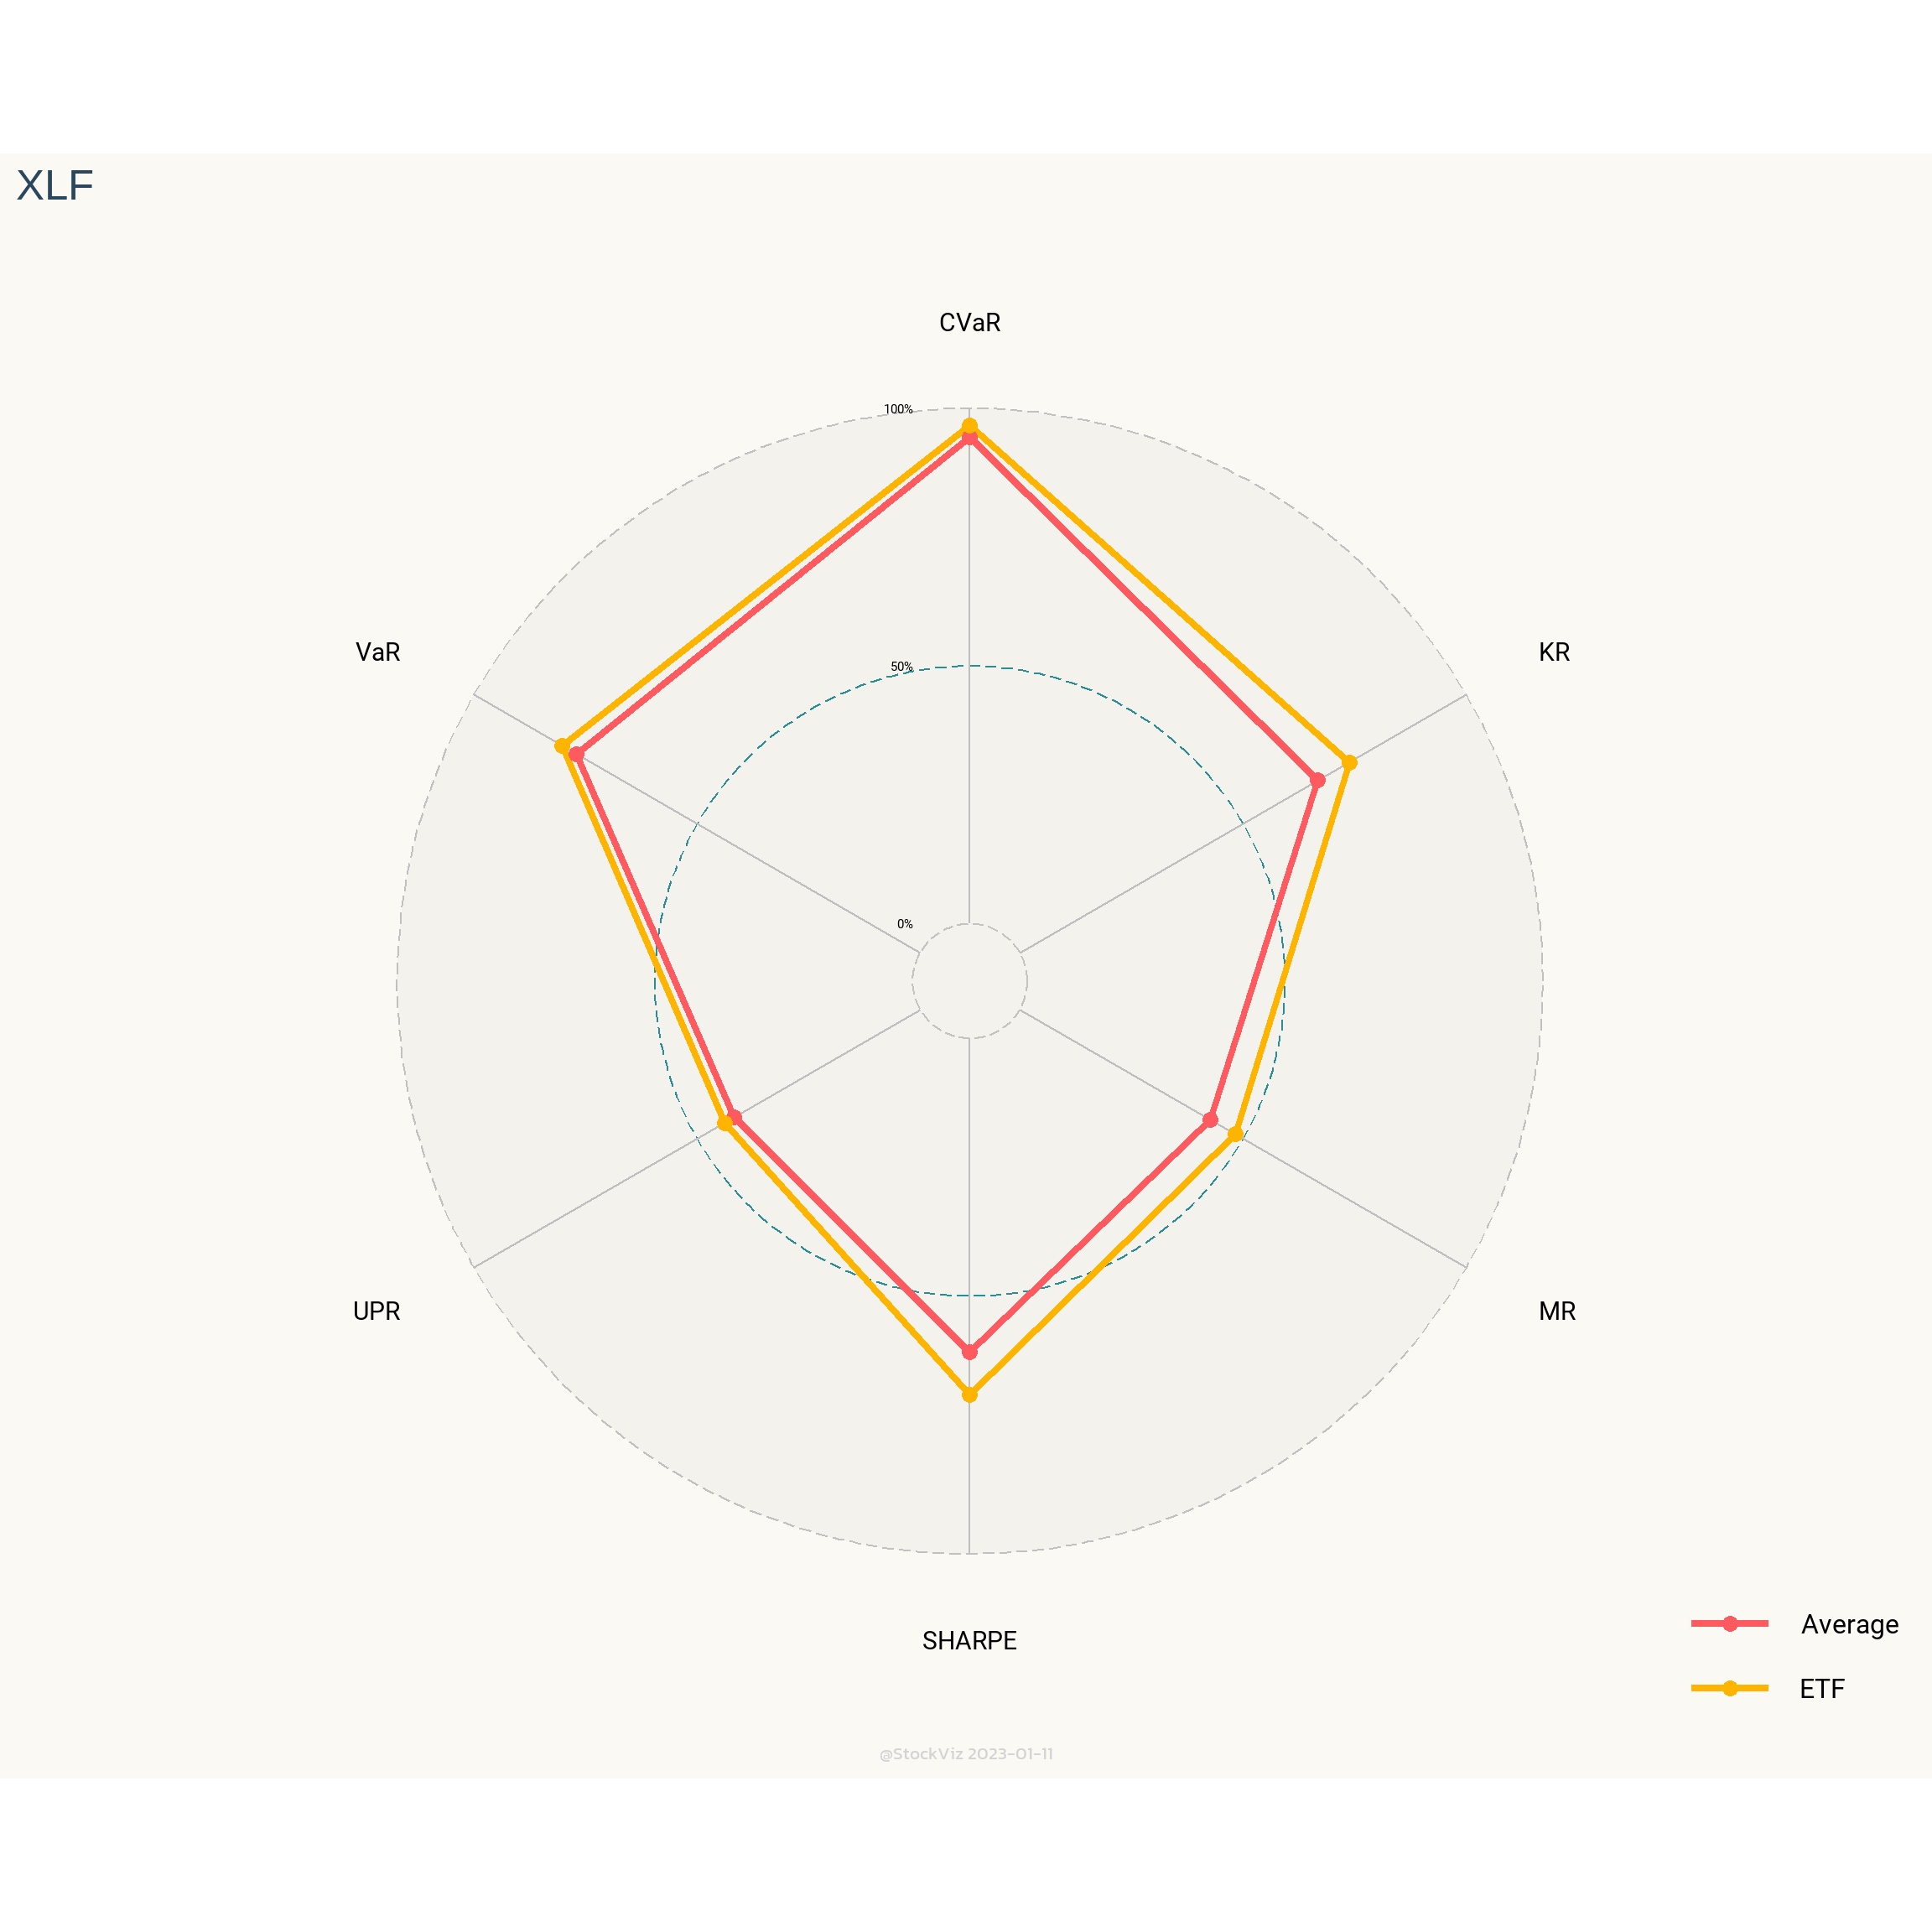 XLF
CVaR
100%
VaR
KR
50%
0%
UPR
MR
SHARPE
Average
ETF
@StockViz 2023-01-11